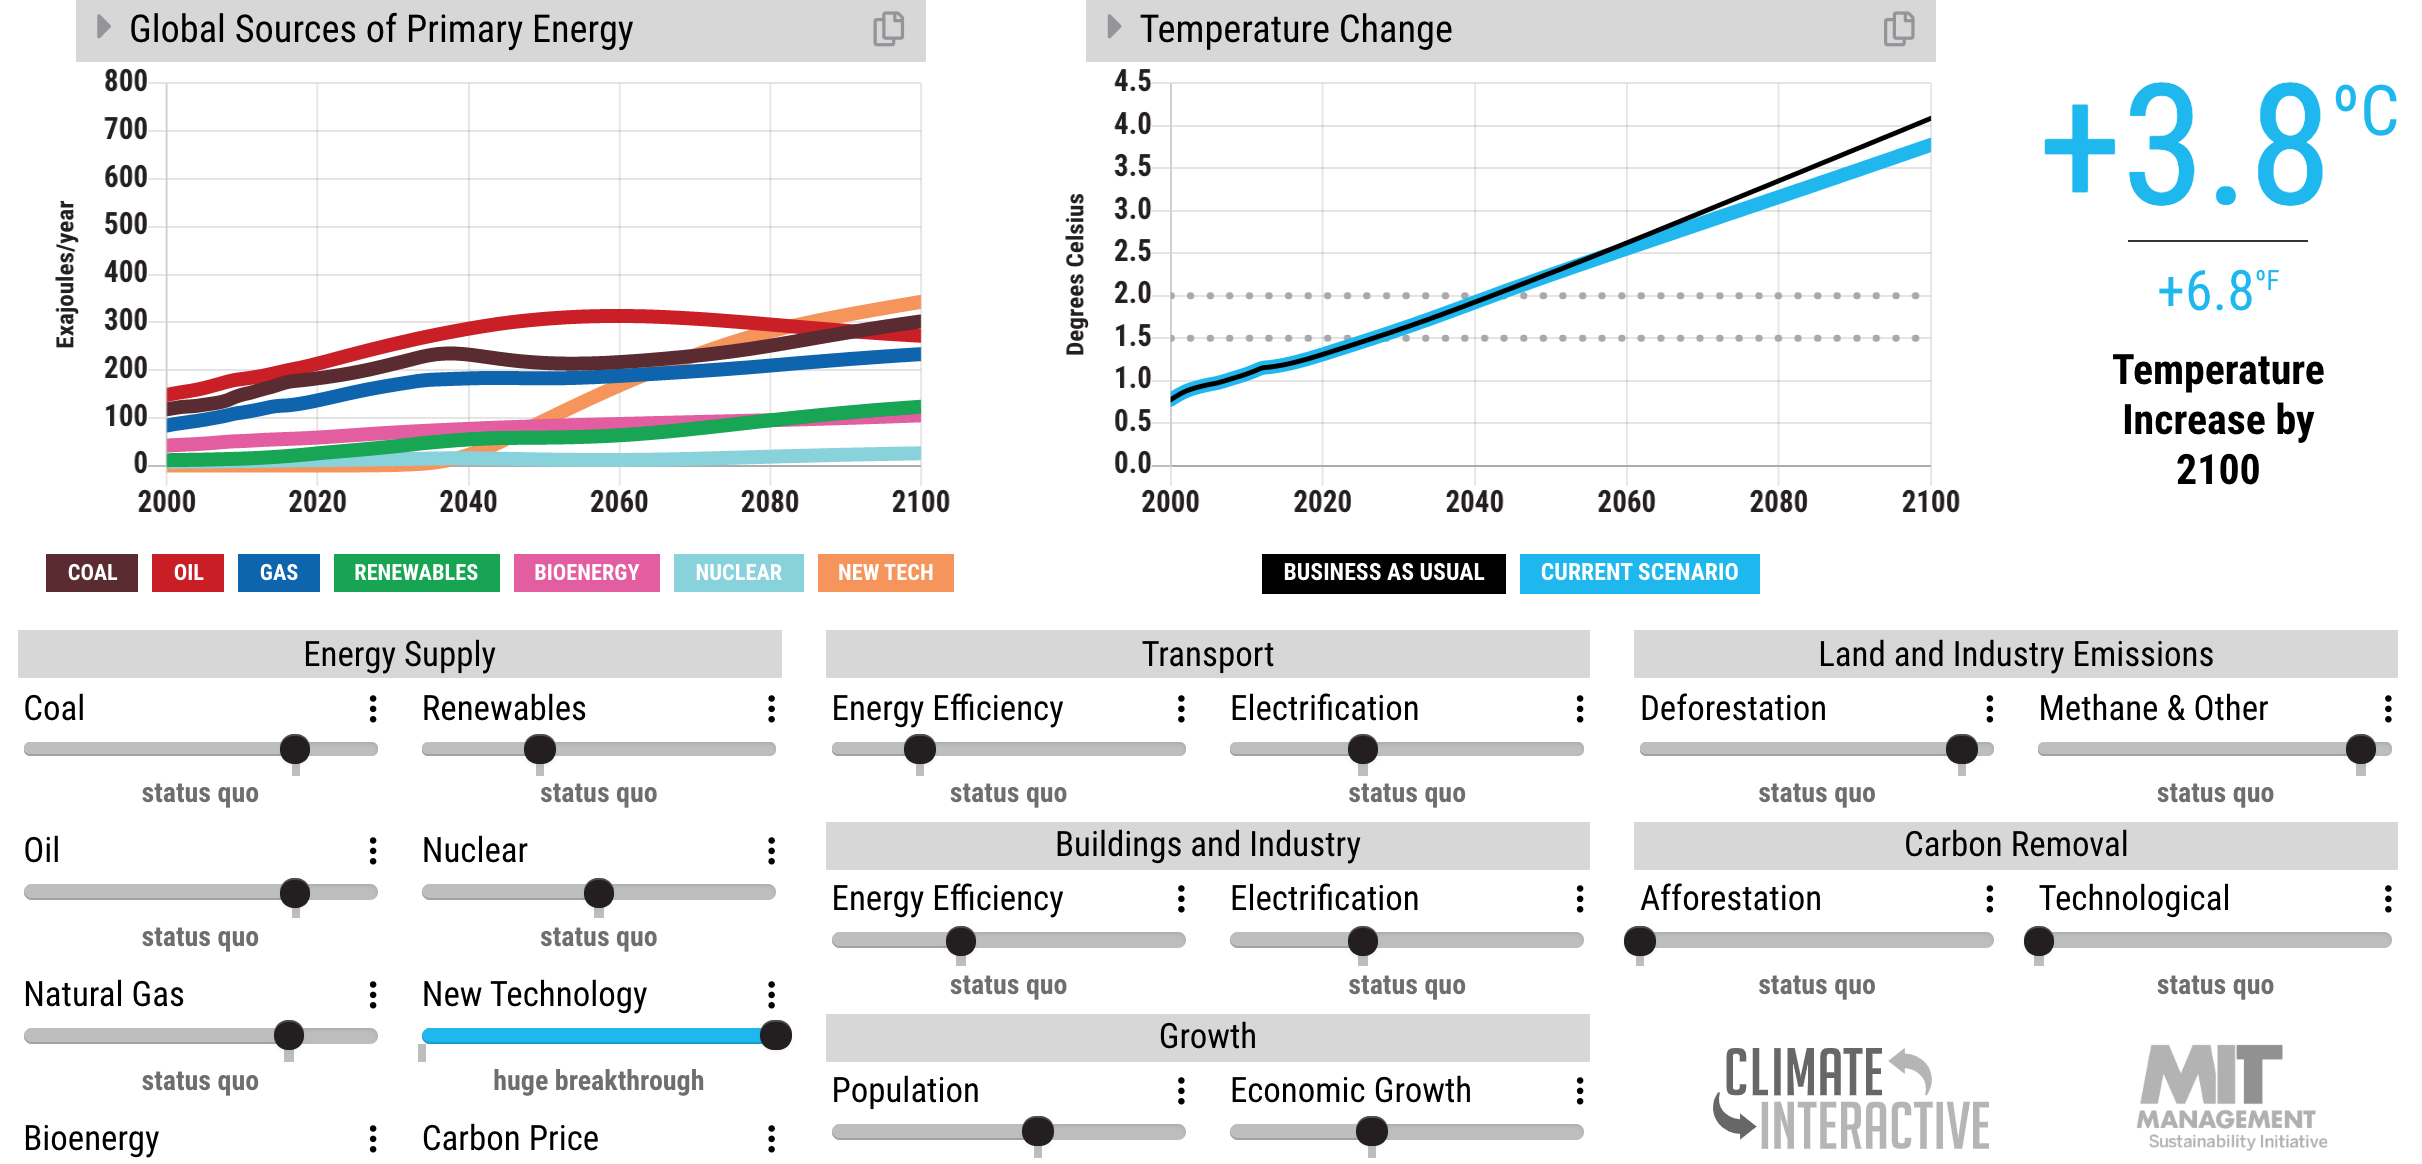 Global Sources of Primary Energy
800
700
600
500
400
300
200
100
0
Exajoules/year
2000 2020 2040 2060 2080 2100
COAL OIL GAS RENEWABLES BIOENERGY NUCLEAR NEW TECH
Temperature Change
4.5
4.0
3.5
3.0
2.5
2.0
1.5
1.0
0.5
0.0
Degrees Celsius
2000 2020 2040 2060 2080 2100
BUSINESS AS USUAL CURRENT SCENARIO
+3.8°C
+6.8°F
Temperature
Increase by
2100
Energy Supply
Coal
status quo
Renewables
status quo
Oil
status quo
Nuclear
status quo
Natural Gas
status quo
New Technology
huge breakthrough
Bioenergy
Carbon Price
Transport
Energy Efficiency
status quo
Electrification
status quo
Buildings and Industry
Energy Efficiency
status quo
Electrification
status quo
Growth
Population
Economic Growth
Land and Industry Emissions
Deforestation
status quo
Methane & Other
status quo
Carbon Removal
Afforestation
status quo
Technological
status quo
CLIMATE
INTERACTIVE
MIT
MANAGEMENT
Sustainability Initiative